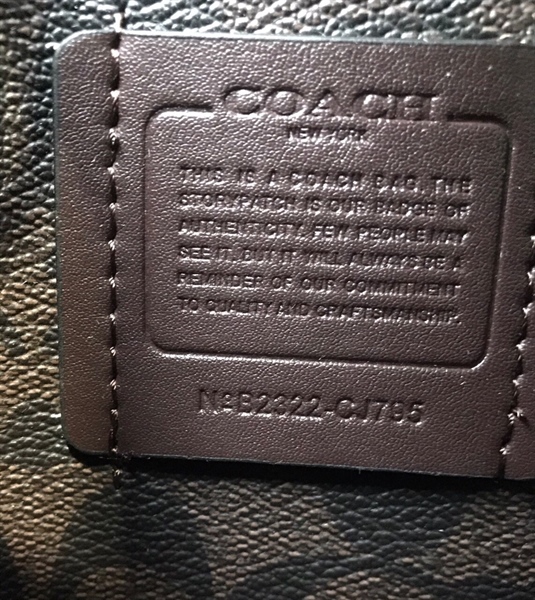 COACH
NEW YORK
THIS IS A COACH BAG. THE
STORYPATCH IS OUR BADGE OF
AUTHENTICITY. FEW PEOPLE MAY
SEE IT, BUT IT WILL ALWAYS BE A
REMINDER OF OUR COMMITMENT
TO QUALITY AND CRAFTSMANSHIP.
NºB2322-CJ795